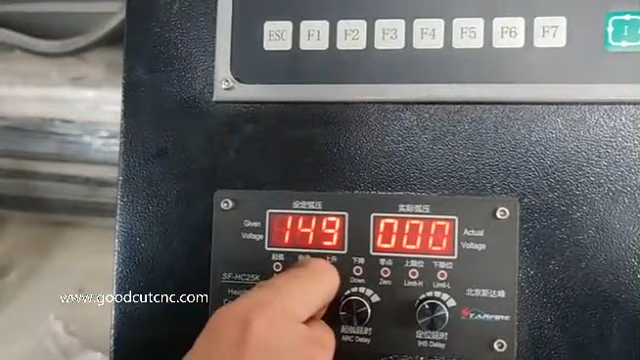 ESC F1 F2 F3 F4 F5 F6 F7
设定弧压
实际弧压
Given
Voltage
149
000
Actual
Voltage
起弧
上升
下降
零点
上限位
下限位
Down
Zero
Limit-H
Limit-L
SF-HC25K
北京斯达峰
STARFIRE
起弧延时
ARC Delay
定位延时
IHS Delay
www.goodcutcnc.com